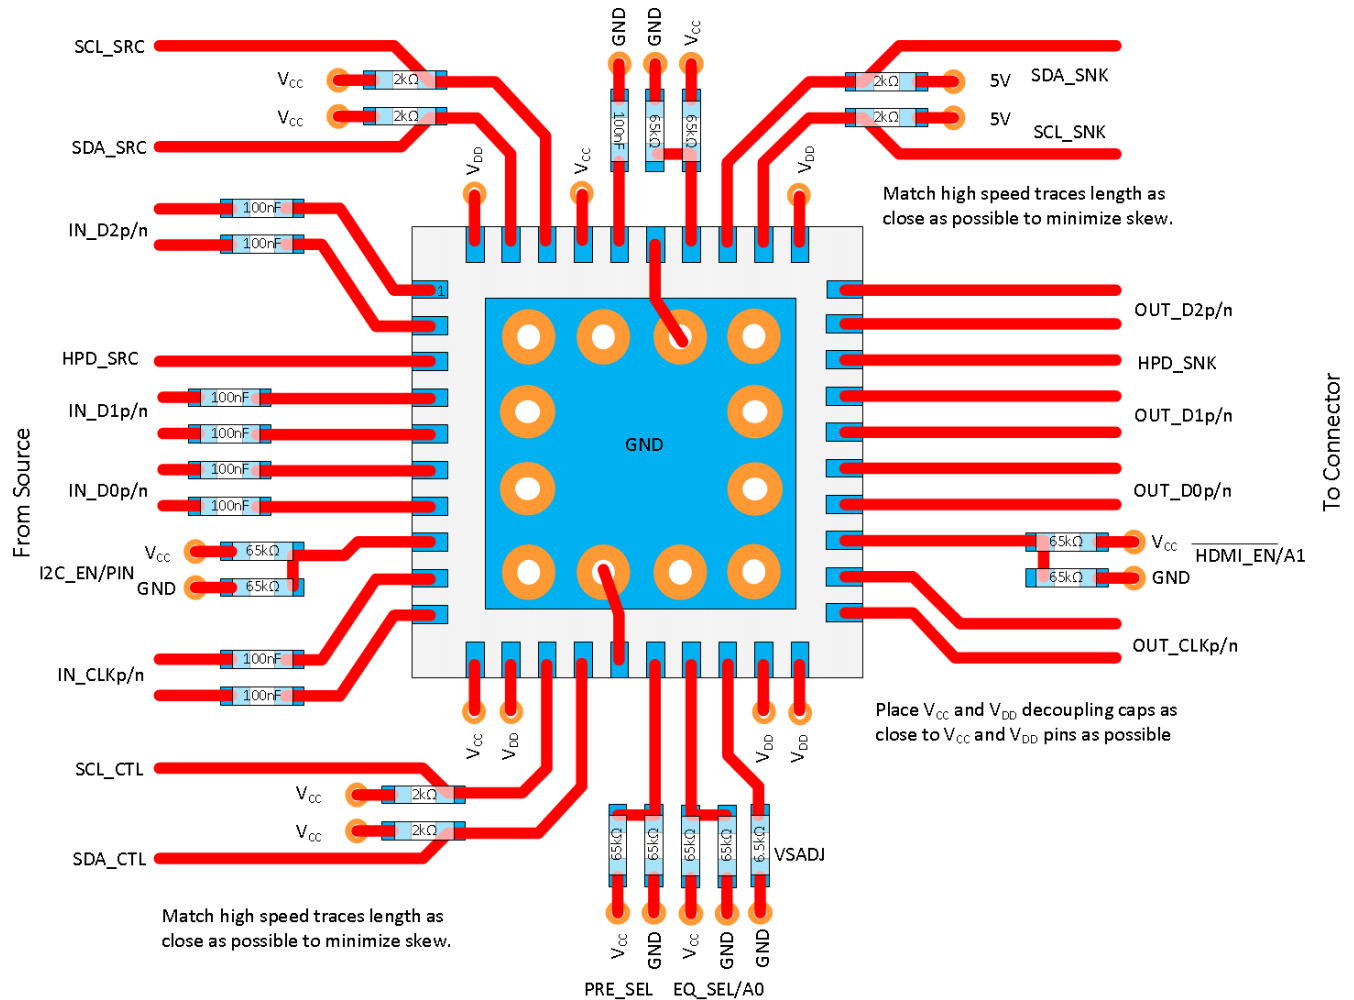 GND
GND
VCC
SCL_SRC
VCC
2kΩ
VCC
2kΩ
SDA_SRC
VDD
VCC
100nF
65kΩ
65kΩ
VDD
2kΩ
5V
SDA_SNK
2kΩ
5V
SCL_SNK
Match high speed traces length as
close as possible to minimize skew.
100nF
IN_D2p/n
100nF
1
HPD_SRC
100nF
IN_D1p/n
100nF
100nF
IN_D0p/n
100nF
VCC
65kΩ
I2C_EN/PIN
GND
65kΩ
100nF
IN_CLKp/n
100nF
From Source
GND
OUT_D2p/n
HPD_SNK
OUT_D1p/n
OUT_D0p/n
65kΩ
VCC
HDMI_EN/A1
65kΩ
GND
OUT_CLKp/n
To Connector
VCC
VDD
VDD
VDD
Place VCC and VDD decoupling caps as
close to VCC and VDD pins as possible
SCL_CTL
VCC
2kΩ
VCC
2kΩ
SDA_CTL
65kΩ
65kΩ
65kΩ
65kΩ
6.5kΩ
VSADJ
VCC
GND
VCC
GND
GND
PRE_SEL
EQ_SEL/A0
Match high speed traces length as
close as possible to minimize skew.